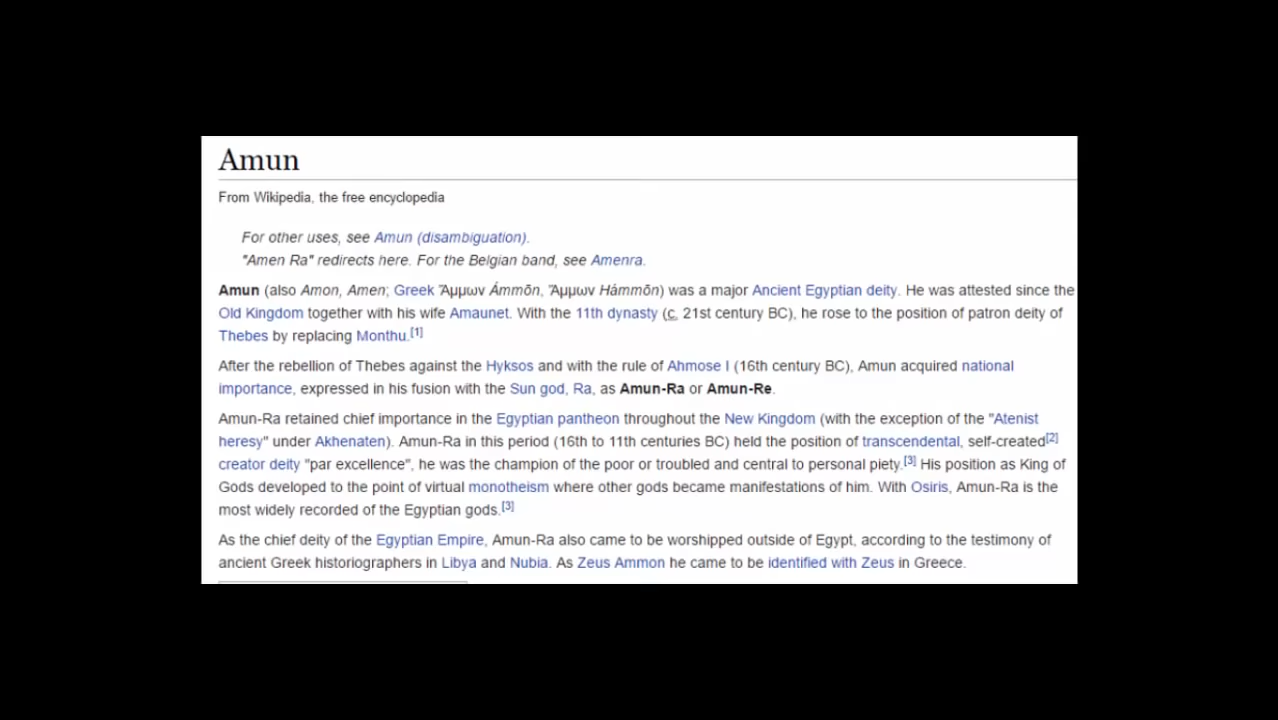 Amun
From Wikipedia, the free encyclopedia
For other uses, see Amun (disambiguation).
"Amen Ra" redirects here. For the Belgian band, see Amenra.
Amun (also Amon, Amen; Greek Ἄμμων Ámmōn, Ἅμμων Hámmōn) was a major Ancient Egyptian deity. He was attested since the
Old Kingdom together with his wife Amaunet. With the 11th dynasty (c. 21st century BC), he rose to the position of patron deity of
Thebes by replacing Monthu.[1]
After the rebellion of Thebes against the Hyksos and with the rule of Ahmose I (16th century BC), Amun acquired national
importance, expressed in his fusion with the Sun god, Ra, as Amun-Ra or Amun-Re.
Amun-Ra retained chief importance in the Egyptian pantheon throughout the New Kingdom (with the exception of the "Atenist
heresy" under Akhenaten). Amun-Ra in this period (16th to 11th centuries BC) held the position of transcendental, self-created[2]
creator deity "par excellence", he was the champion of the poor or troubled and central to personal piety.[3] His position as King of
Gods developed to the point of virtual monotheism where other gods became manifestations of him. With Osiris, Amun-Ra is the
most widely recorded of the Egyptian gods.[3]
As the chief deity of the Egyptian Empire, Amun-Ra also came to be worshipped outside of Egypt, according to the testimony of
ancient Greek historiographers in Libya and Nubia. As Zeus Ammon he came to be identified with Zeus in Greece.